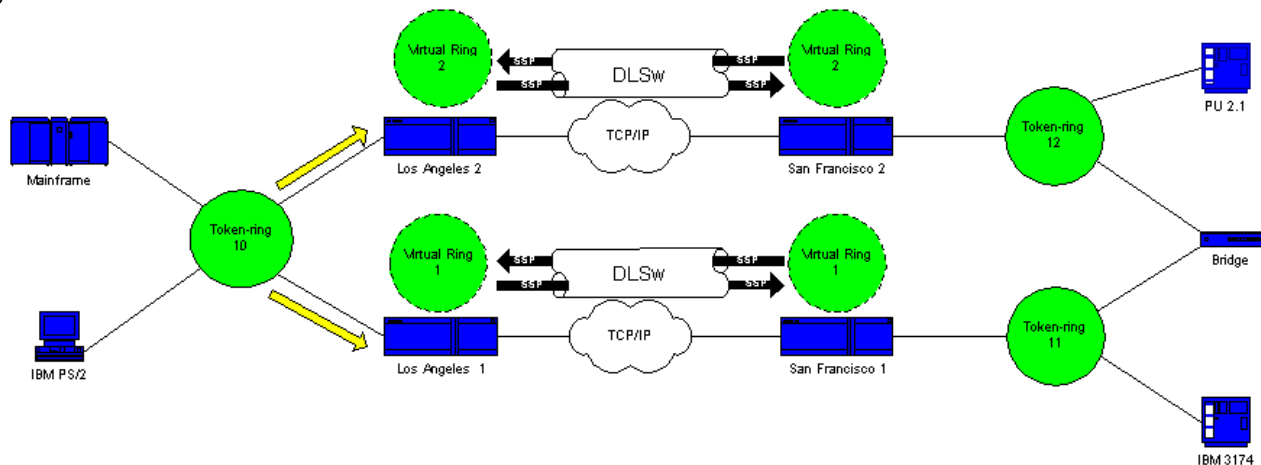 Virtual Ring
2
SSP
SSP
DLSw
SSP
SSP
Virtual Ring
2
PU 2.1
Mainframe
Los Angeles 2
TCP/IP
San Francisco 2
Token-ring
12
Token-ring
10
Virtual Ring
1
SSP
SSP
DLSw
SSP
SSP
Virtual Ring
1
Bridge
IBM PS/2
Los Angeles 1
TCP/IP
San Francisco 1
Token-ring
11
IBM 3174